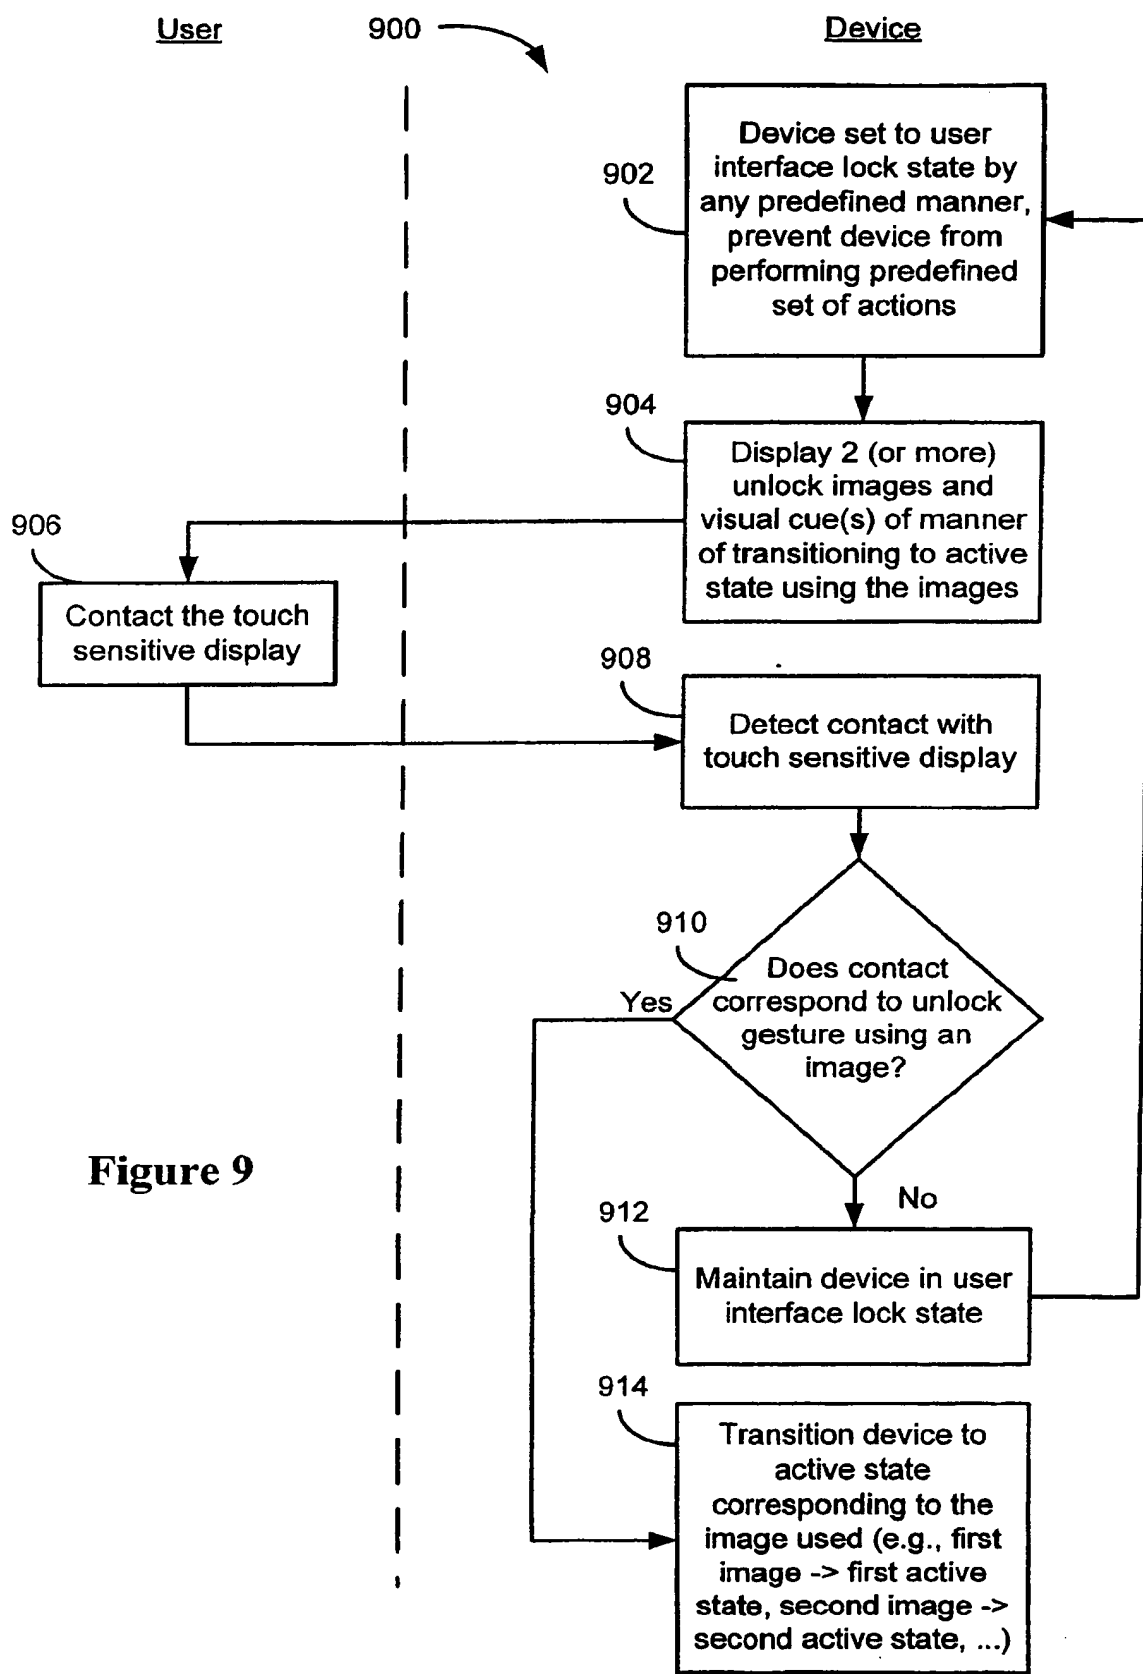 User
900
Device
902
Device set to user
interface lock state by
any predefined manner,
prevent device from
performing predefined
set of actions
904
Display 2 (or more)
unlock images and
visual cue(s) of manner
of transitioning to active
state using the images
906
Contact the touch
sensitive display
908
Detect contact with
touch sensitive display
910
Does contact
correspond to unlock
gesture using an
image?
Yes
No
Figure 9
912
Maintain device in user
interface lock state
914
Transition device to
active state
corresponding to the
image used (e.g., first
image -> first active
state, second image ->
second active state, ...)